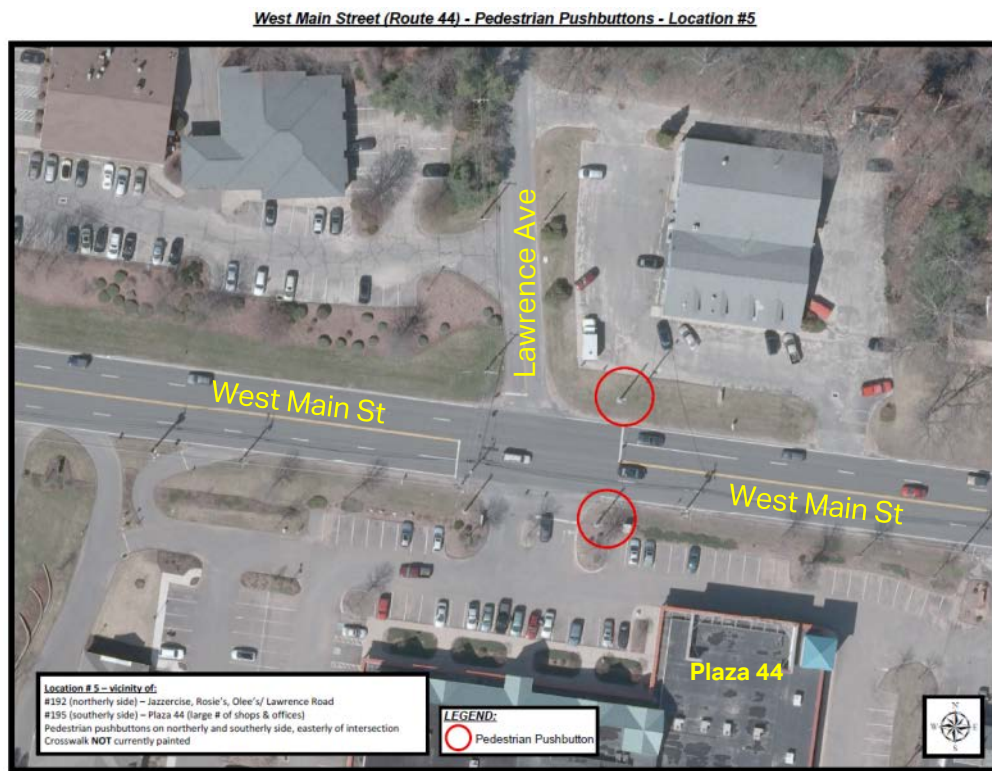 West Main Street (Route 44) - Pedestrian Pushbuttons - Location #5
Lawrence Ave
West Main St
West Main St
Plaza 44
Location # 5 – vicinity of:
#192 (northerly side) – Jazzercise, Rosie's, Olee's/ Lawrence Road
#195 (southerly side) – Plaza 44 (large # of shops & offices)
Pedestrian pushbuttons on northerly and southerly side, easterly of intersection
Crosswalk NOT currently painted
LEGEND:
Pedestrian Pushbutton
N
W
E
S